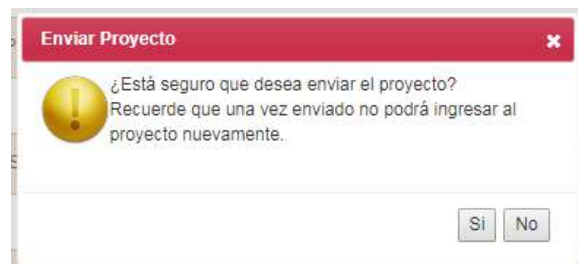 Enviar Proyecto
¿Está seguro que desea enviar el proyecto?
Recuerde que una vez enviado no podrá ingresar al
proyecto nuevamente.
Si No